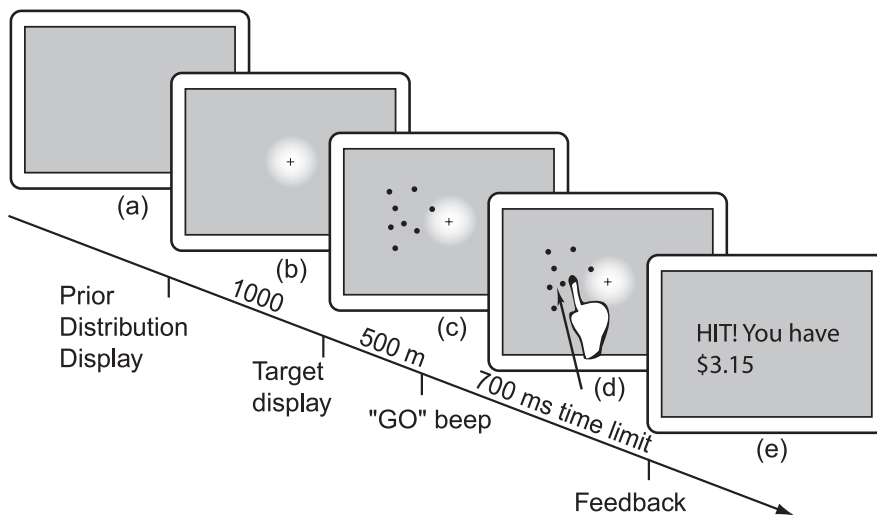 (a)
(b)
(c)
(d)
(e)
HIT! You have
$3.15
Prior
Distribution
Display
1000
Target
display
500 m
"GO" beep
700 ms time limit
Feedback